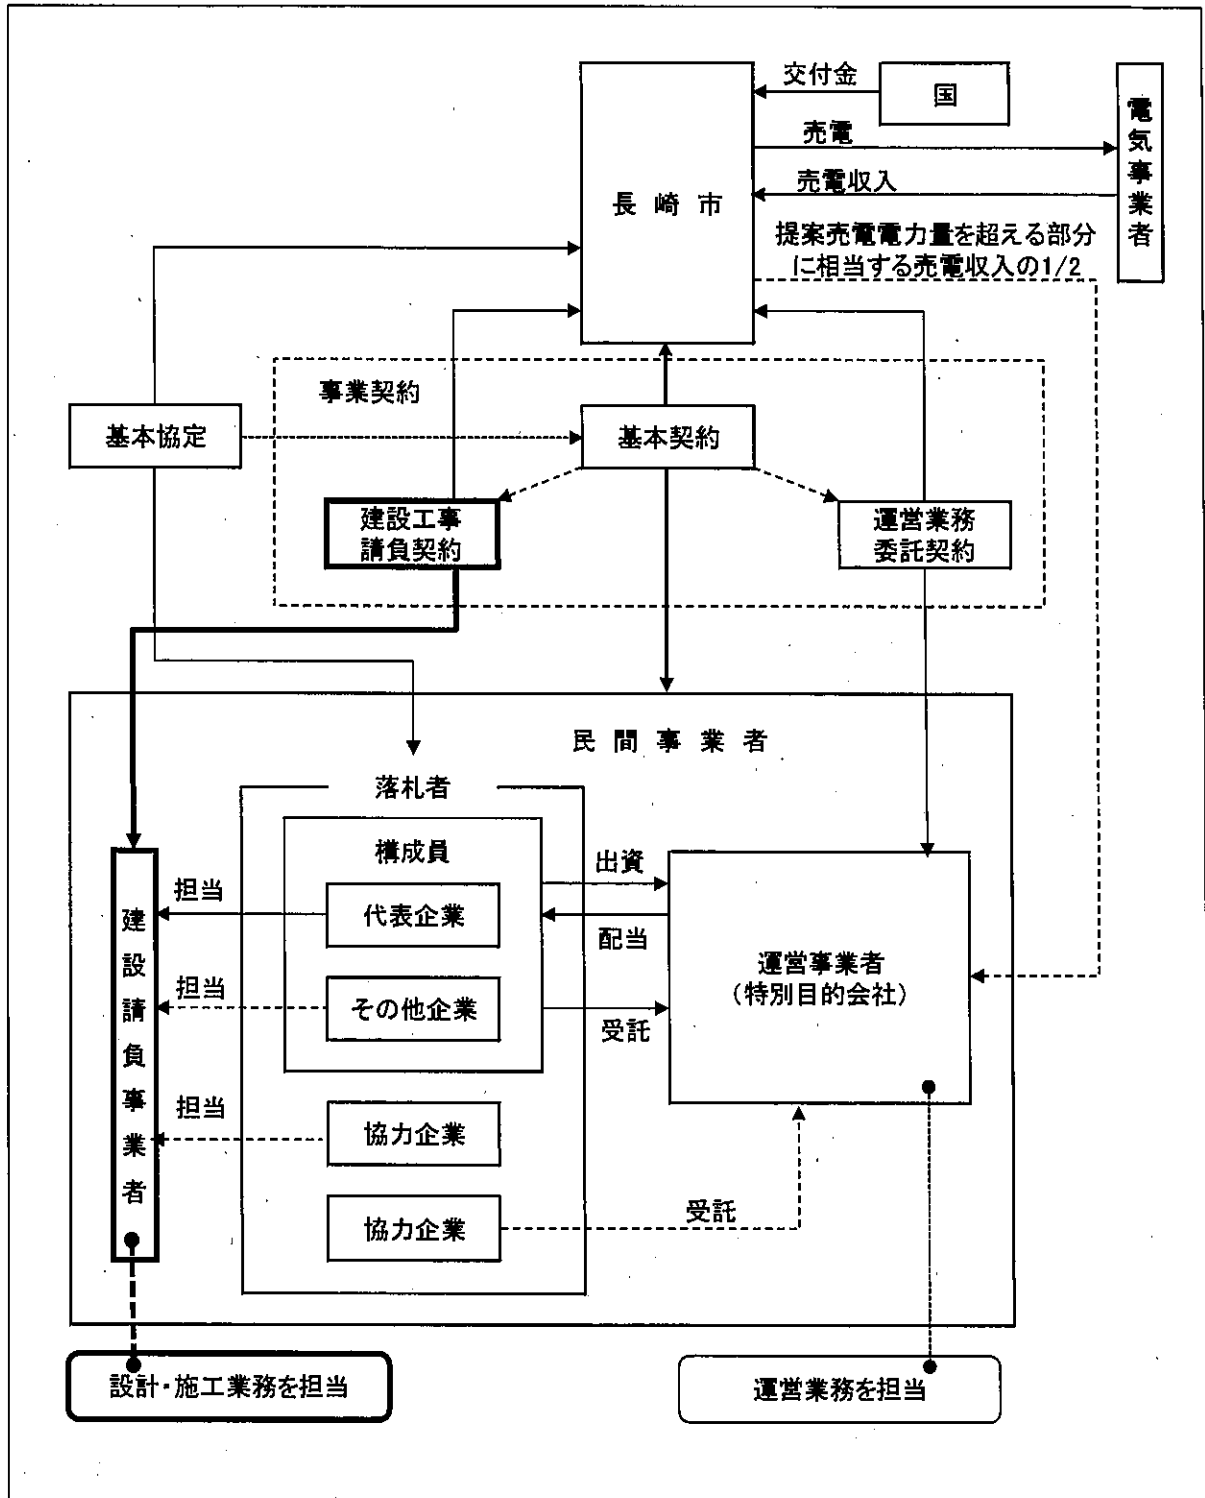 交付金
国
電気事業者
売電
売電収入
長崎市
提案売電電力量を超える部分
に相当する売電収入の1/2
事業契約
基本協定
基本契約
建設工事
請負契約
運営業務
委託契約
民間事業者
落札者
構成員
出資
担当
代表企業
配当
建設請負事業者
運営事業者
(特別目的会社)
担当
その他企業
受託
担当
協力企業
協力企業
受託
設計・施工業務を担当
運営業務を担当